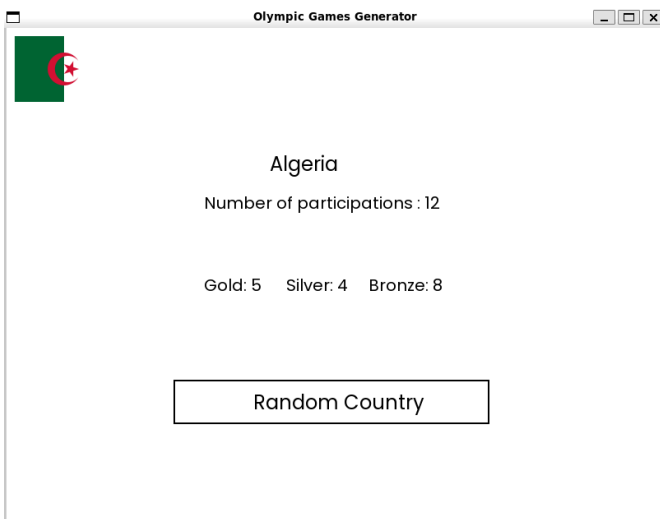 Olympic Games Generator
Algeria
Number of participations : 12
Gold: 5 Silver: 4 Bronze: 8
Random Country